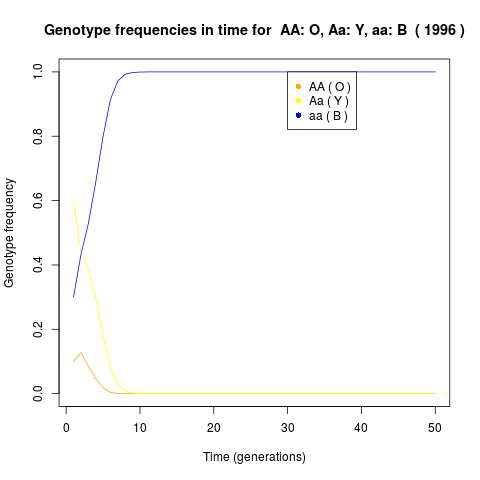 Genotype frequencies in time for  AA: O, Aa: Y, aa: B  ( 1996 )
1.0
0.8
0.6
0.4
0.2
0.0
Genotype frequency
AA ( O )
Aa ( Y )
aa ( B )
0 10 20 30 40 50
Time (generations)